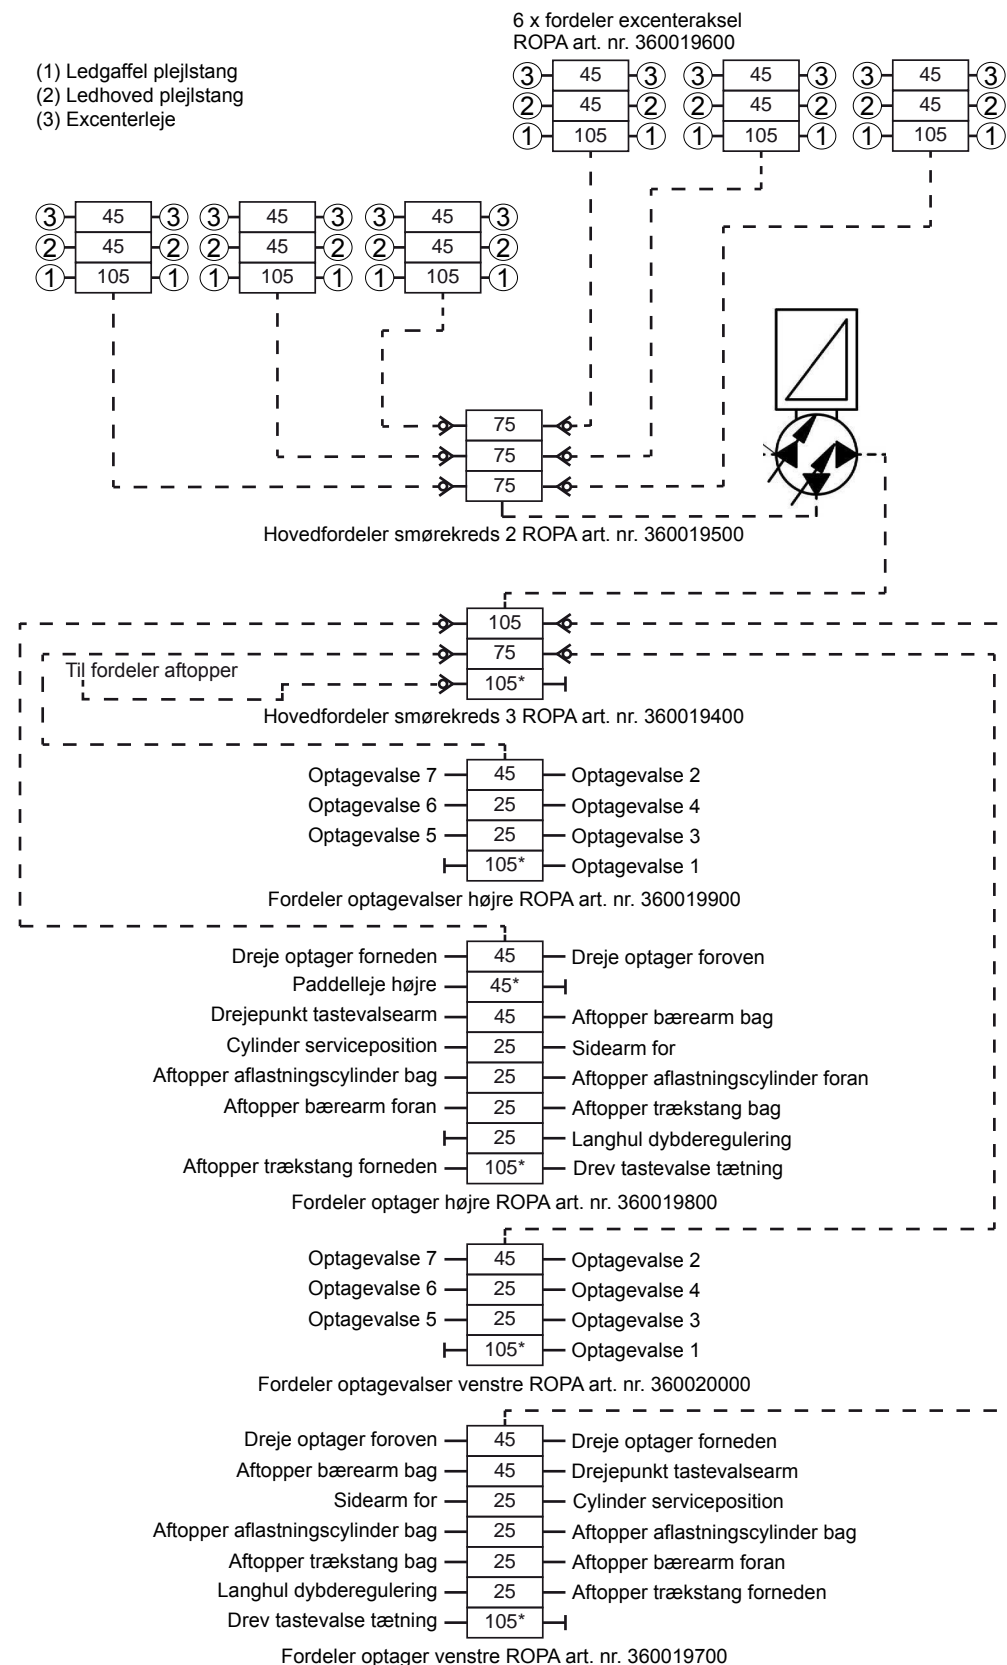 6 x fordeler excenteraksel
ROPA art. nr. 360019600
(1) Ledgaffel plejlstang
(2) Ledhoved plejlstang
(3) Excenterleje
3 45 3 3 45 3 3 45 3
2 45 2 2 45 2 2 45 2
1 105 1 1 105 1 1 105 1
3 45 3 3 45 3 3 45 3
2 45 2 2 45 2 2 45 2
1 105 1 1 105 1 1 105 1
75
75
75
Hovedfordeler smørekreds 2 ROPA art. nr. 360019500
105
75
Til fordeler aftopper
105*
Hovedfordeler smørekreds 3 ROPA art. nr. 360019400
Optagevalse 7 45 Optagevalse 2
Optagevalse 6 25 Optagevalse 4
Optagevalse 5 25 Optagevalse 3
105* Optagevalse 1
Fordeler optagevalser højre ROPA art. nr. 360019900
Dreje optager forneden 45 Dreje optager foroven
Paddelleje højre 45*
Drejepunkt tastevalsearm 45 Aftopper bærearm bag
Cylinder serviceposition 25 Sidearm for
Aftopper aflastningscylinder bag 25 Aftopper aflastningscylinder foran
Aftopper bærearm foran 25 Aftopper trækstang bag
25 Langhul dybderegulering
Aftopper trækstang forneden 105* Drev tastevalse tætning
Fordeler optager højre ROPA art. nr. 360019800
Optagevalse 7 45 Optagevalse 2
Optagevalse 6 25 Optagevalse 4
Optagevalse 5 25 Optagevalse 3
105* Optagevalse 1
Fordeler optagevalser venstre ROPA art. nr. 360020000
Dreje optager foroven 45 Dreje optager forneden
Aftopper bærearm bag 45 Drejepunkt tastevalsearm
Sidearm for 25 Cylinder serviceposition
Aftopper aflastningscylinder bag 25 Aftopper aflastningscylinder bag
Aftopper trækstang bag 25 Aftopper bærearm foran
Langhul dybderegulering 25 Aftopper trækstang forneden
Drev tastevalse tætning 105*
Fordeler optager venstre ROPA art. nr. 360019700